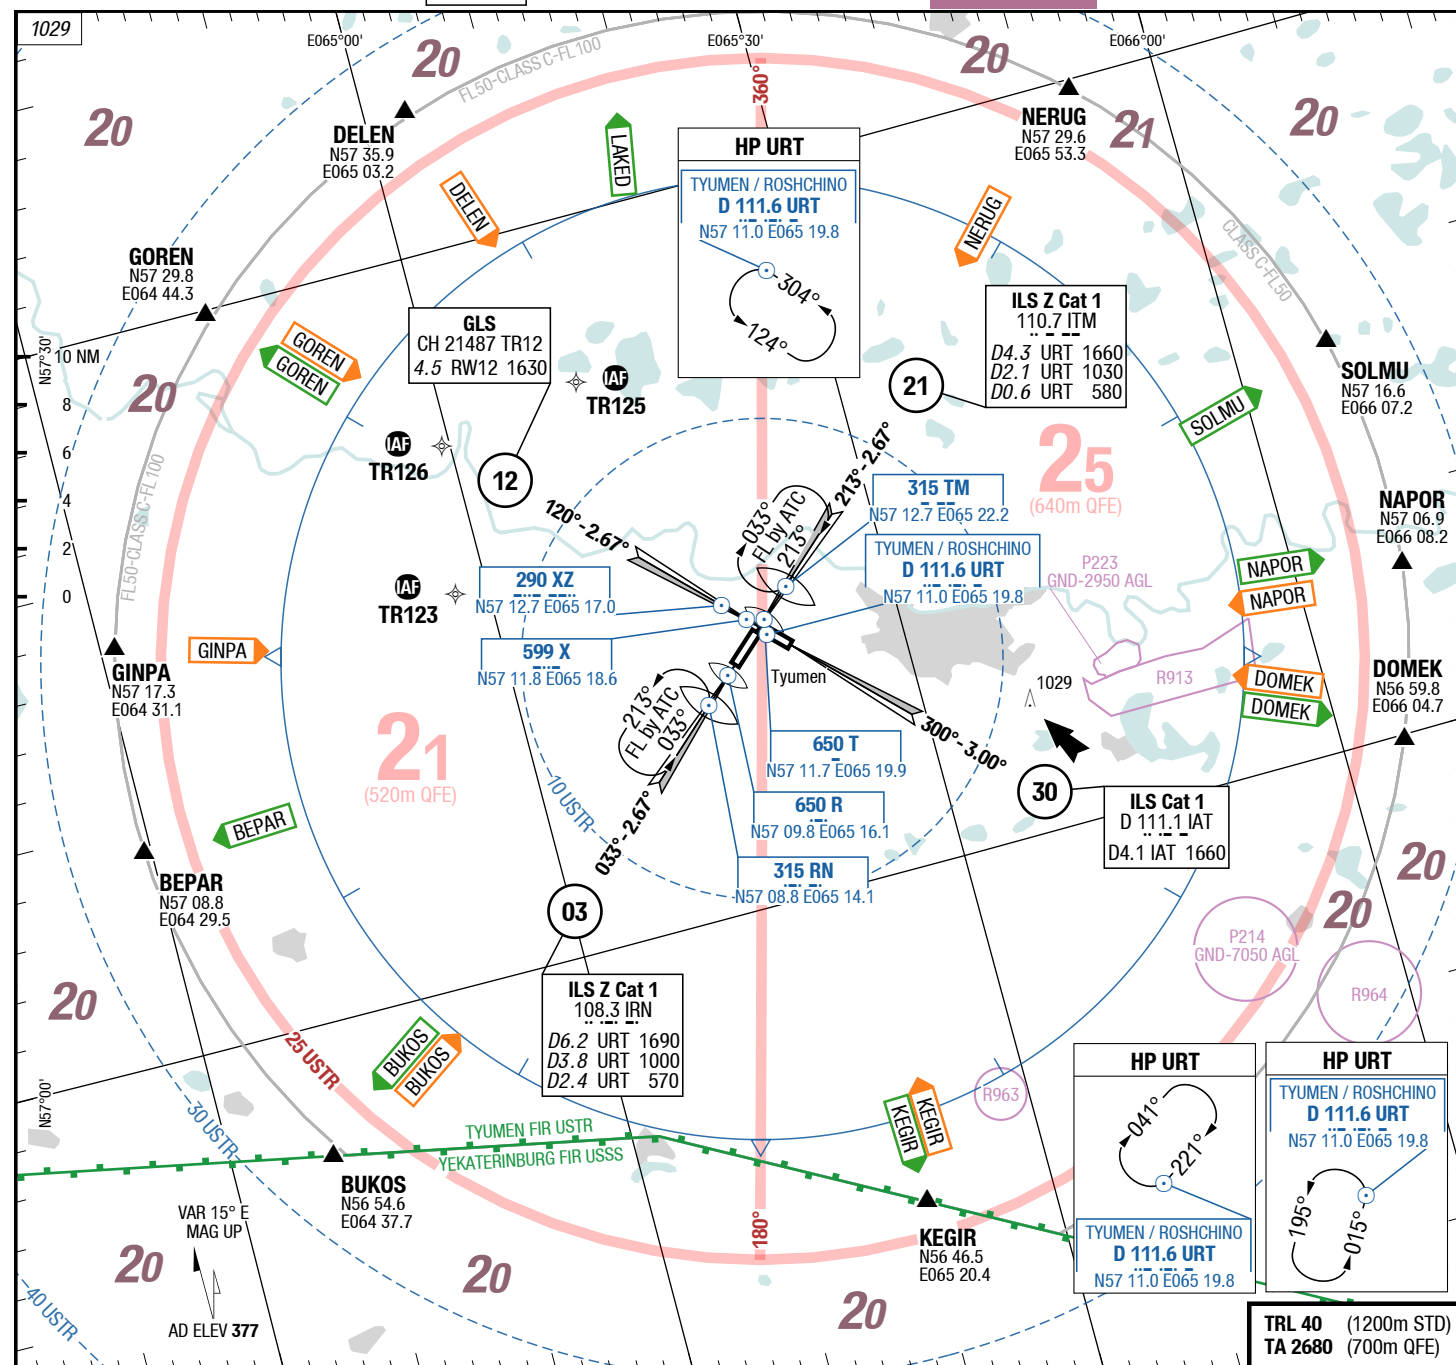 1029
E065°00'
E065°30'
E066°00'
20
20
20
FL50-CLASS C-FL100
360°
DELEN
N57 35.9
E065 03.2
LAKED
DELEN
HP URT
TYUMEN / ROSHCHINO
D 111.6 URT
N57 11.0 E065 19.8
304°
124°
NERUG
N57 29.6
E065 53.3
21
20
NERUG
CLASS C-FL50
GOREN
N57 29.8
E064 44.3
N57°30'
10 NM
8
6
4
2
0
GOREN
GOREN
20
GLS
CH 21487 TR12
4.5 RW12 1630
12
IAF
TR125
IAF
TR126
IAF
TR123
ILS Z Cat 1
110.7 ITM
D4.3 URT 1660
D2.1 URT 1030
D0.6 URT 580
21
SOLMU
N57 16.6
E066 07.2
SOLMU
25
(640m QFE)
FL50-CLASS C-FL100
120°-2.67°
213°-2.67°
033°
FL by ATC
213°
315 TM
N57 12.7 E065 22.2
TYUMEN / ROSHCHINO
D 111.6 URT
N57 11.0 E065 19.8
290 XZ
N57 12.7 E065 17.0
599 X
N57 11.8 E065 18.6
NAPOR
N57 06.9
E066 08.2
P223
GND-2950 AGL
NAPOR
NAPOR
R913
GINPA
GINPA
N57 17.3
E064 31.1
Tyumen
1029
DOMEK
DOMEK
DOMEK
N56 59.8
E066 04.7
213°
FL by ATC
033°
21
(520m QFE)
300°-3.00°
650 T
N57 11.7 E065 19.9
30
10 USTR
033°-2.67°
650 R
N57 09.8 E065 16.1
ILS Cat 1
D 111.1 IAT
D4.1 IAT 1660
BEPAR
BEPAR
N57 08.8
E064 29.5
315 RN
N57 08.8 E065 14.1
03
20
20
P214
GND-7050 AGL
R964
20
ILS Z Cat 1
108.3 IRN
D6.2 URT 1690
D3.8 URT 1000
D2.4 URT 570
25 USTR
BUKOS
BUKOS
N57°00'
30 USTR
R963
KEGIR
KEGIR
TYUMEN FIR USTR
YEKATERINBURG FIR USSS
HP URT
041°
221°
TYUMEN / ROSHCHINO
D 111.6 URT
N57 11.0 E065 19.8
HP URT
TYUMEN / ROSHCHINO
D 111.6 URT
N57 11.0 E065 19.8
195°
015°
BUKOS
N56 54.6
E064 37.7
180°
KEGIR
N56 46.5
E065 20.4
VAR 15° E
MAG UP
AD ELEV 377
20
20
20
40 USTR
TRL 40 (1200m STD)
TA 2680 (700m QFE)